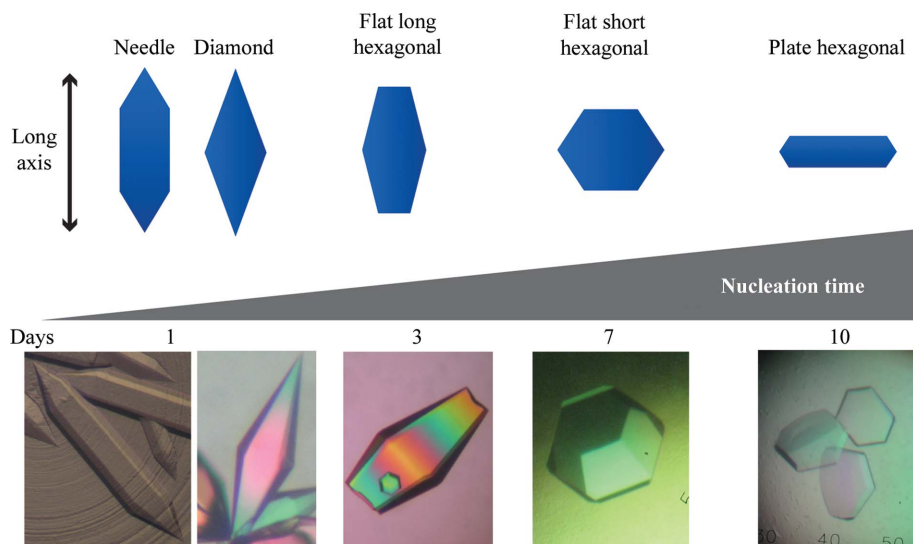 Needle
Diamond
Flat long
hexagonal
Flat short
hexagonal
Plate hexagonal
Long
axis
Nucleation time
Days
1
3
7
10
30
40
50